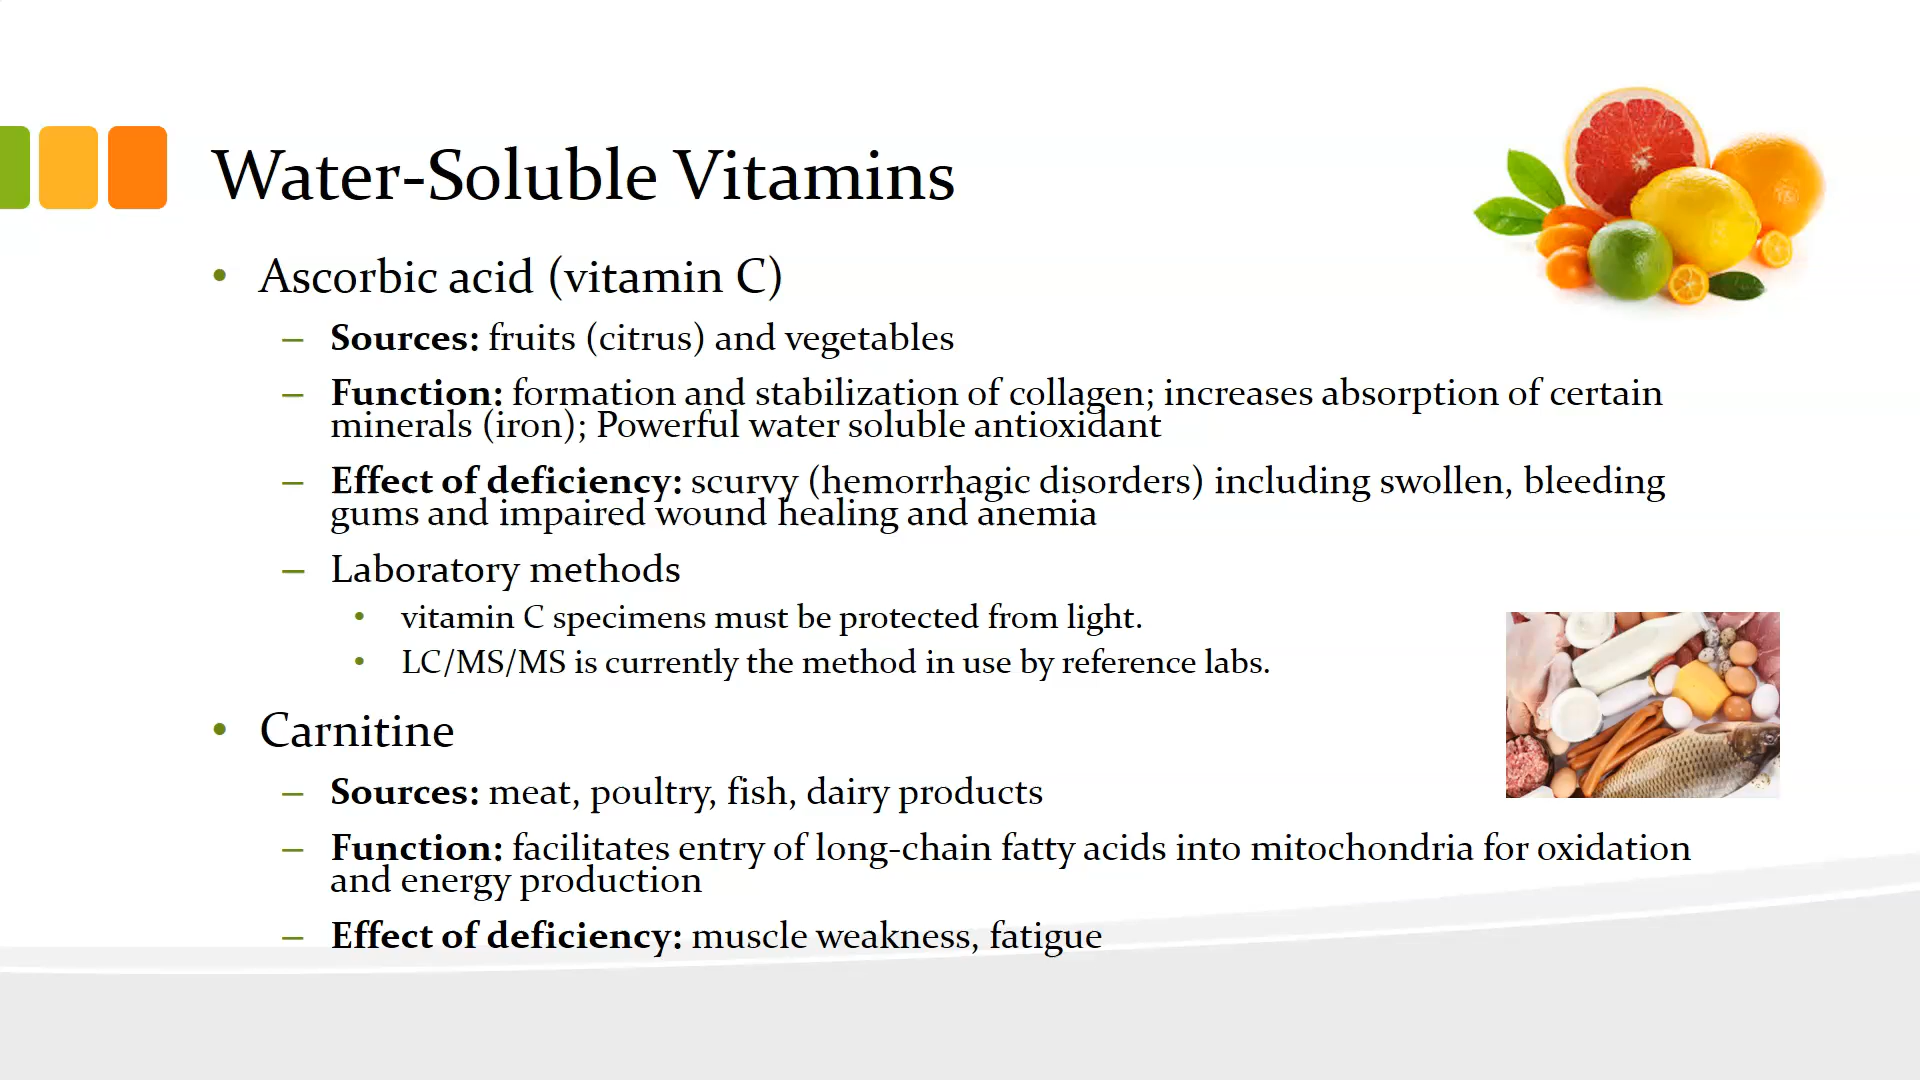 Water-Soluble Vitamins
• Ascorbic acid (vitamin C)
– Sources: fruits (citrus) and vegetables
– Function: formation and stabilization of collagen; increases absorption of certain
minerals (iron); Powerful water soluble antioxidant
– Effect of deficiency: scurvy (hemorrhagic disorders) including swollen, bleeding
gums and impaired wound healing and anemia
– Laboratory methods
• vitamin C specimens must be protected from light.
• LC/MS/MS is currently the method in use by reference labs.
• Carnitine
– Sources: meat, poultry, fish, dairy products
– Function: facilitates entry of long-chain fatty acids into mitochondria for oxidation
and energy production
– Effect of deficiency: muscle weakness, fatigue